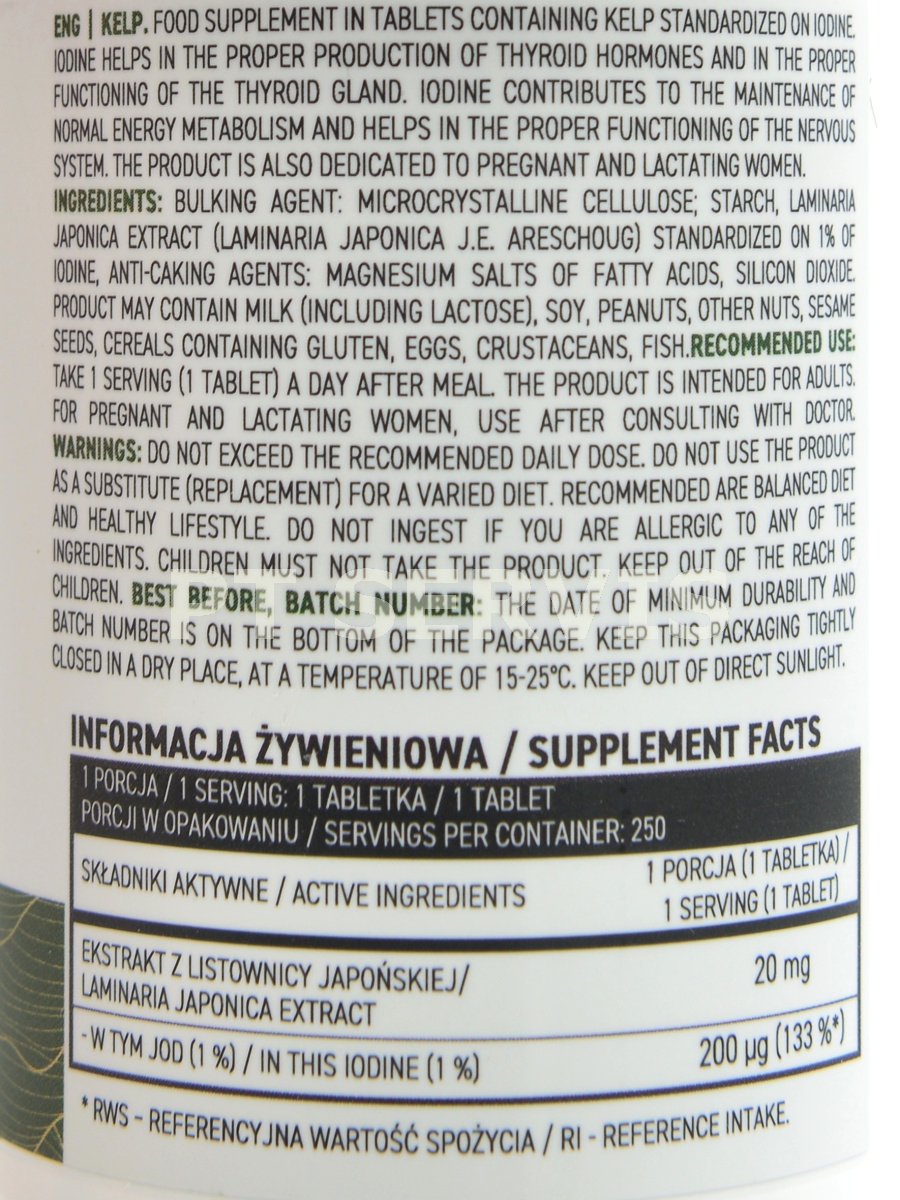 ENG | KELP. FOOD SUPPLEMENT IN TABLETS CONTAINING KELP STANDARDIZED ON IODINE.
IODINE HELPS IN THE PROPER PRODUCTION OF THYROID HORMONES AND IN THE PROPER
FUNCTIONING OF THE THYROID GLAND. IODINE CONTRIBUTES TO THE MAINTENANCE OF
NORMAL ENERGY METABOLISM AND HELPS IN THE PROPER FUNCTIONING OF THE NERVOUS
SYSTEM. THE PRODUCT IS ALSO DEDICATED TO PREGNANT AND LACTATING WOMEN.
INGREDIENTS: BULKING AGENT: MICROCRYSTALLINE CELLULOSE; STARCH, LAMINARIA
JAPONICA EXTRACT (LAMINARIA JAPONICA J.E. ARESCHOUG) STANDARDIZED ON 1% OF
IODINE, ANTI-CAKING AGENTS: MAGNESIUM SALTS OF FATTY ACIDS, SILICON DIOXIDE.
PRODUCT MAY CONTAIN MILK (INCLUDING LACTOSE), SOY, PEANUTS, OTHER NUTS, SESAME
SEEDS, CEREALS CONTAINING GLUTEN, EGGS, CRUSTACEANS, FISH.RECOMMENDED USE:
TAKE 1 SERVING (1 TABLET) A DAY AFTER MEAL. THE PRODUCT IS INTENDED FOR ADULTS.
FOR PREGNANT AND LACTATING WOMEN, USE AFTER CONSULTING WITH DOCTOR.
WARNINGS: DO NOT EXCEED THE RECOMMENDED DAILY DOSE. DO NOT USE THE PRODUCT
AS A SUBSTITUTE (REPLACEMENT) FOR A VARIED DIET. RECOMMENDED ARE BALANCED DIET
AND HEALTHY LIFESTYLE. DO NOT INGEST IF YOU ARE ALLERGIC TO ANY OF THE
INGREDIENTS. CHILDREN MUST NOT TAKE THE PRODUCT. KEEP OUT OF THE REACH OF
CHILDREN. BEST BEFORE, BATCH NUMBER: THE DATE OF MINIMUM DURABILITY AND
PT SERVIS
BATCH NUMBER IS ON THE BOTTOM OF THE PACKAGE. KEEP THIS PACKAGING TIGHTLY
CLOSED IN A DRY PLACE, AT A TEMPERATURE OF 15-25°C. KEEP OUT OF DIRECT SUNLIGHT.
INFORMACJA ŻYWIENIOWA / SUPPLEMENT FACTS
1 PORCJA / 1 SERVING: 1 TABLETKA / 1 TABLET
PORCJI W OPAKOWANIU / SERVINGS PER CONTAINER: 250
SKŁADNIKI AKTYWNE / ACTIVE INGREDIENTS
1 PORCJA (1 TABLETKA) /
1 SERVING (1 TABLET)
EKSTRAKT Z LISTOWNICY JAPOŃSKIEJ/
LAMINARIA JAPONICA EXTRACT
20 mg
- W TYM JOD (1 %) / IN THIS IODINE (1 %)
200 µg (133 %*)
* RWS - REFERENCYJNA WARTOŚĆ SPOŻYCIA / RI - REFERENCE INTAKE.